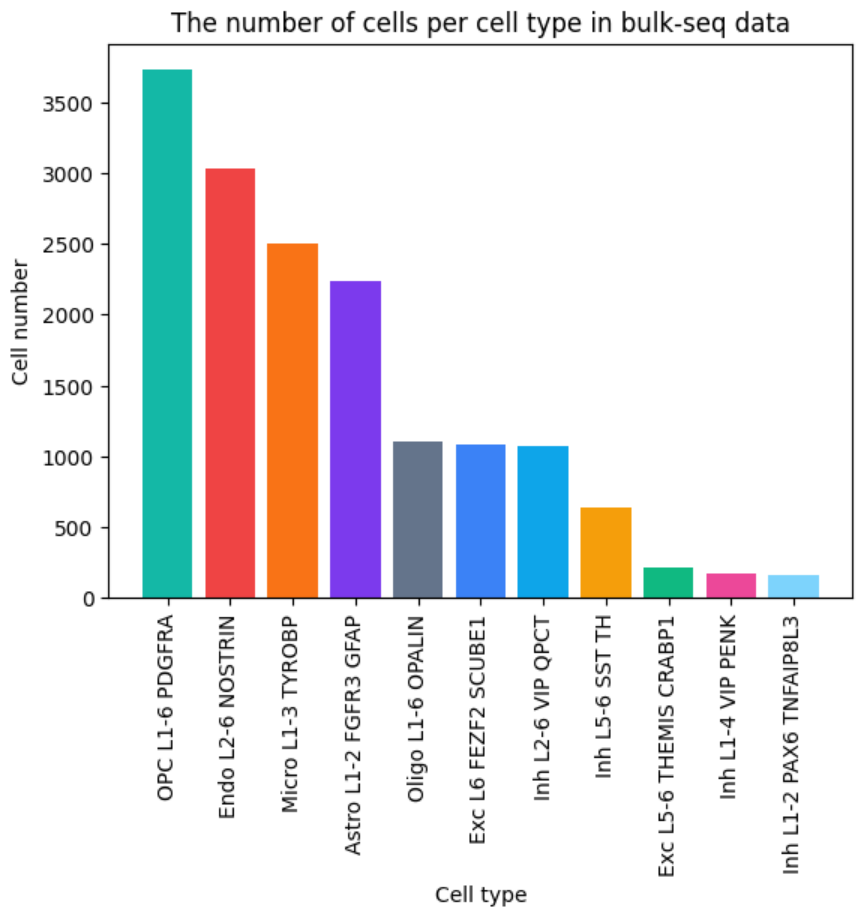 The number of cells per cell type in bulk-seq data
Cell number
3500
3000
2500
2000
1500
1000
500
0
OPC L1-6 PDGFRA
Endo L2-6 NOSTRIN
Micro L1-3 TYROBP
Astro L1-2 FGFR3 GFAP
Oligo L1-6 OPALIN
Exc L6 FEZF2 SCUBE1
Inh L2-6 VIP QPCT
Inh L5-6 SST TH
Exc L5-6 THEMIS CRABP1
Inh L1-4 VIP PENK
Inh L1-2 PAX6 TNFAIP8L3
Cell type